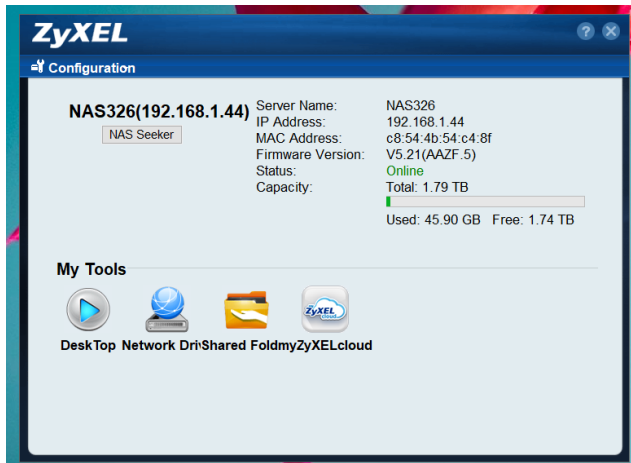 ZyXEL
Configuration
NAS326(192.168.1.44)
NAS Seeker
Server Name: NAS326
IP Address: 192.168.1.44
MAC Address: c8:54:4b:54:c4:8f
Firmware Version: V5.21(AAZF.5)
Status: Online
Capacity: Total: 1.79 TB
Used: 45.90 GB Free: 1.74 TB
My Tools
ZyXEL
cloud
DeskTop Network Dri Shared Fold myZyXELcloud